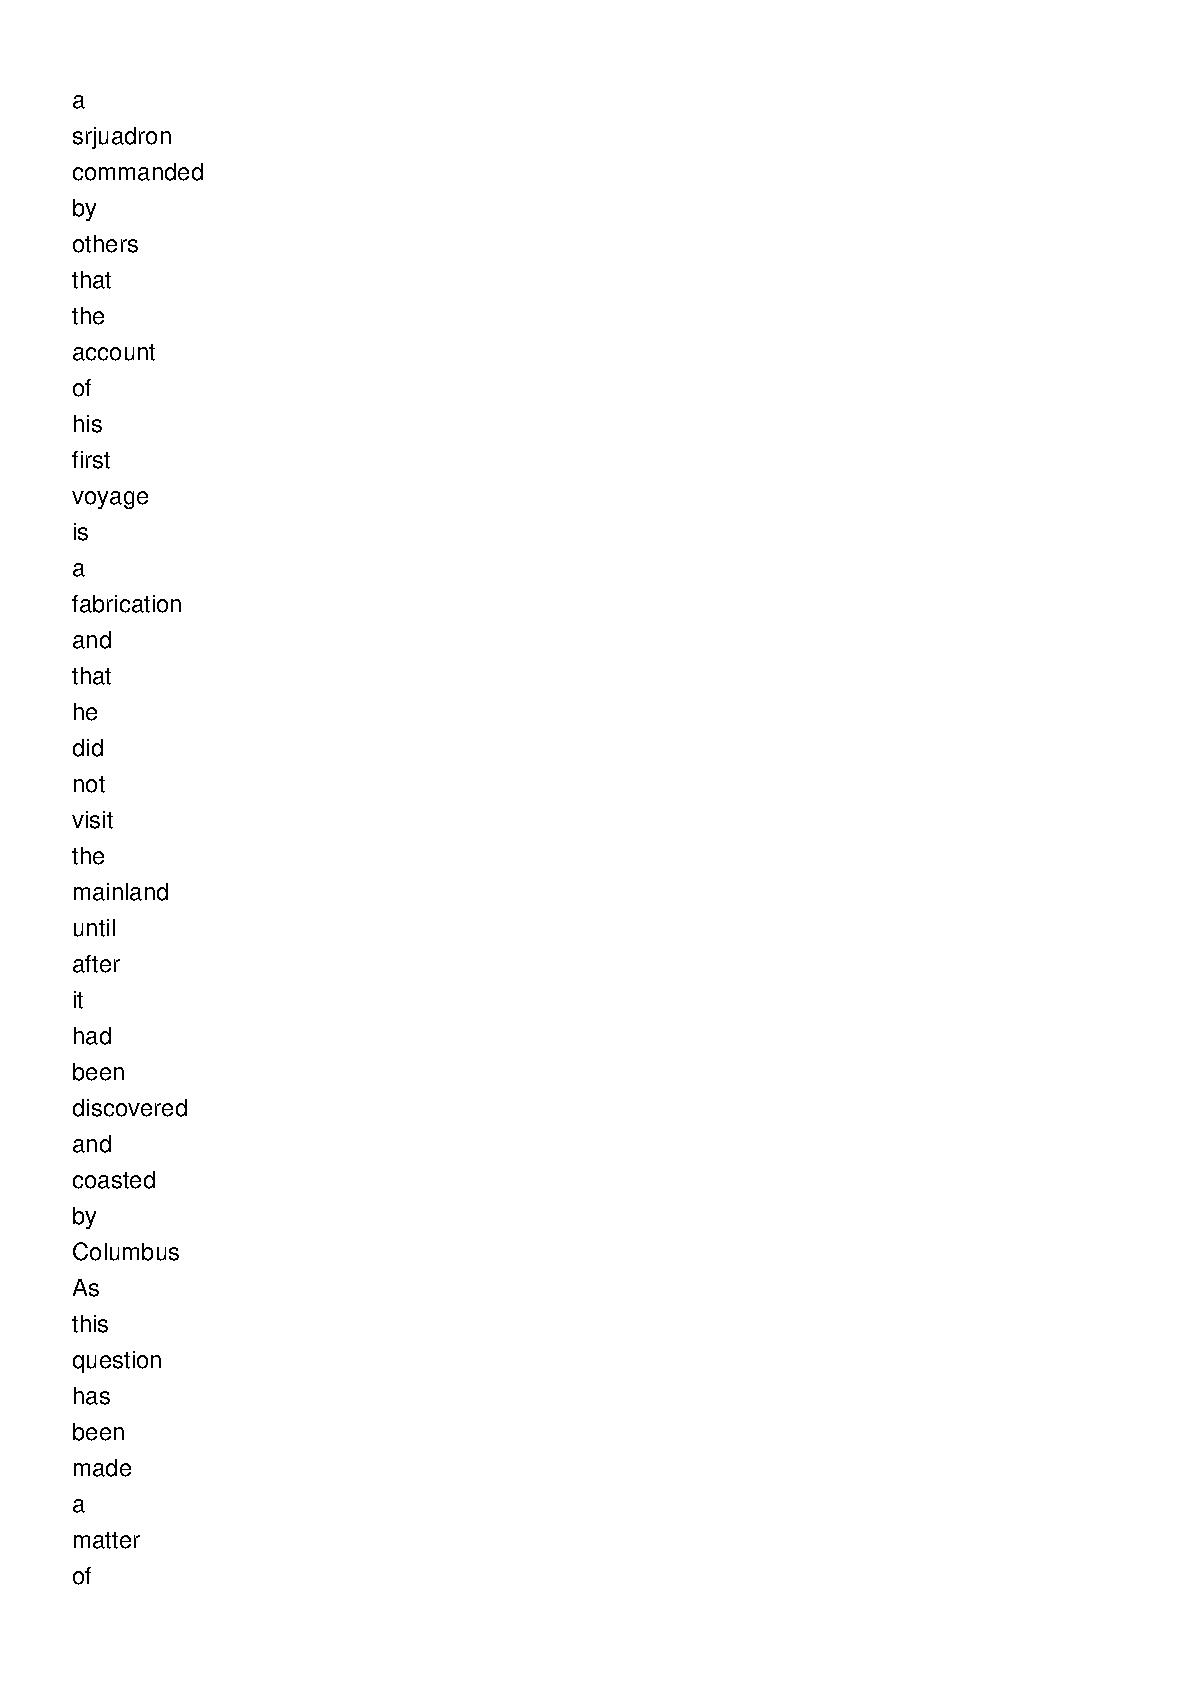 a
srjuadron
commanded
by
others
that
the
account
of
his
first
voyage
is
a
fabrication
and
that
he
did
not
visit
the
mainland
until
after
it
had
been
discovered
and
coasted
by
Columbus
As
this
question
has
been
made
a
matter
of